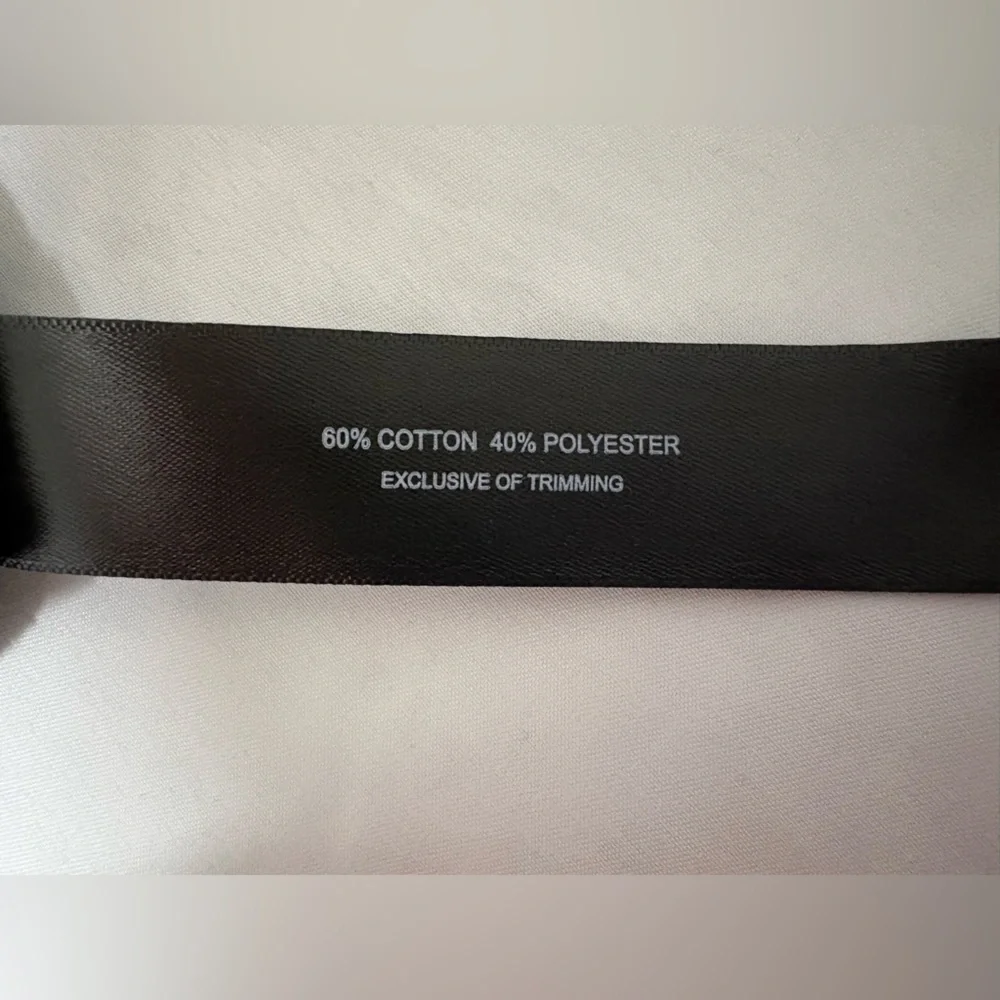 60% COTTON 40% POLYESTER
EXCLUSIVE OF TRIMMING